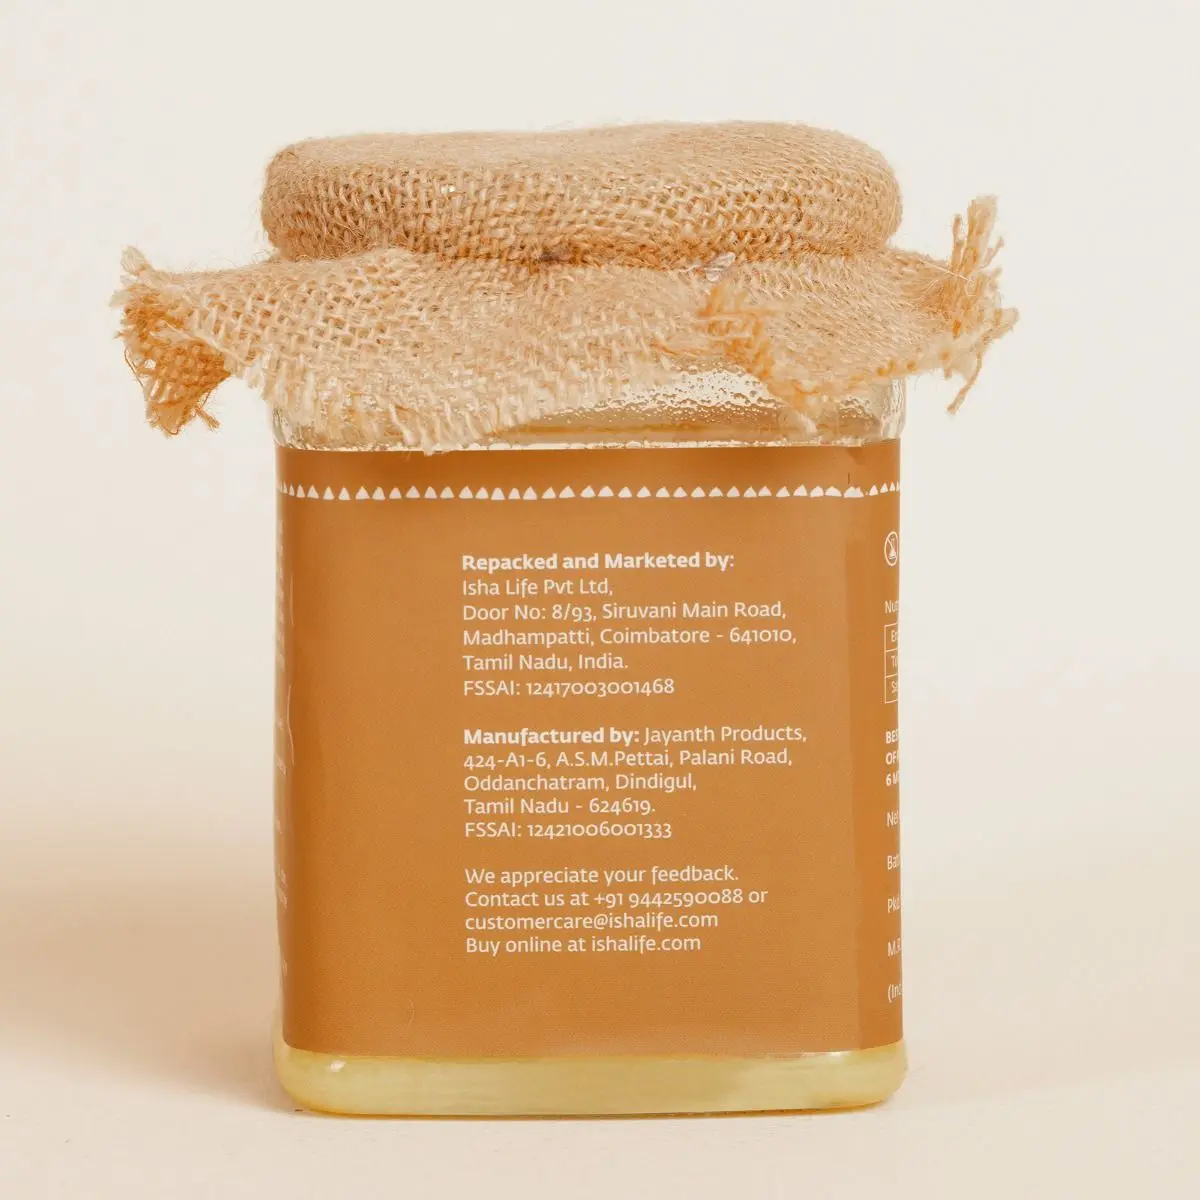 Repacked and Marketed by:
Isha Life Pvt Ltd,
Door No: 8/93, Siruvani Main Road,
Madhampatti, Coimbatore - 641010,
Tamil Nadu, India.
FSSAI: 12417003001468
Manufactured by: Jayanth Products,
424-A1-6, A.S.M.Pettai, Palani Road,
Oddanchatram, Dindigul,
Tamil Nadu - 624619.
FSSAI: 12421006001333
We appreciate your feedback.
Contact us at +91 9442590088 or
customercare@ishalife.com
Buy online at ishalife.com